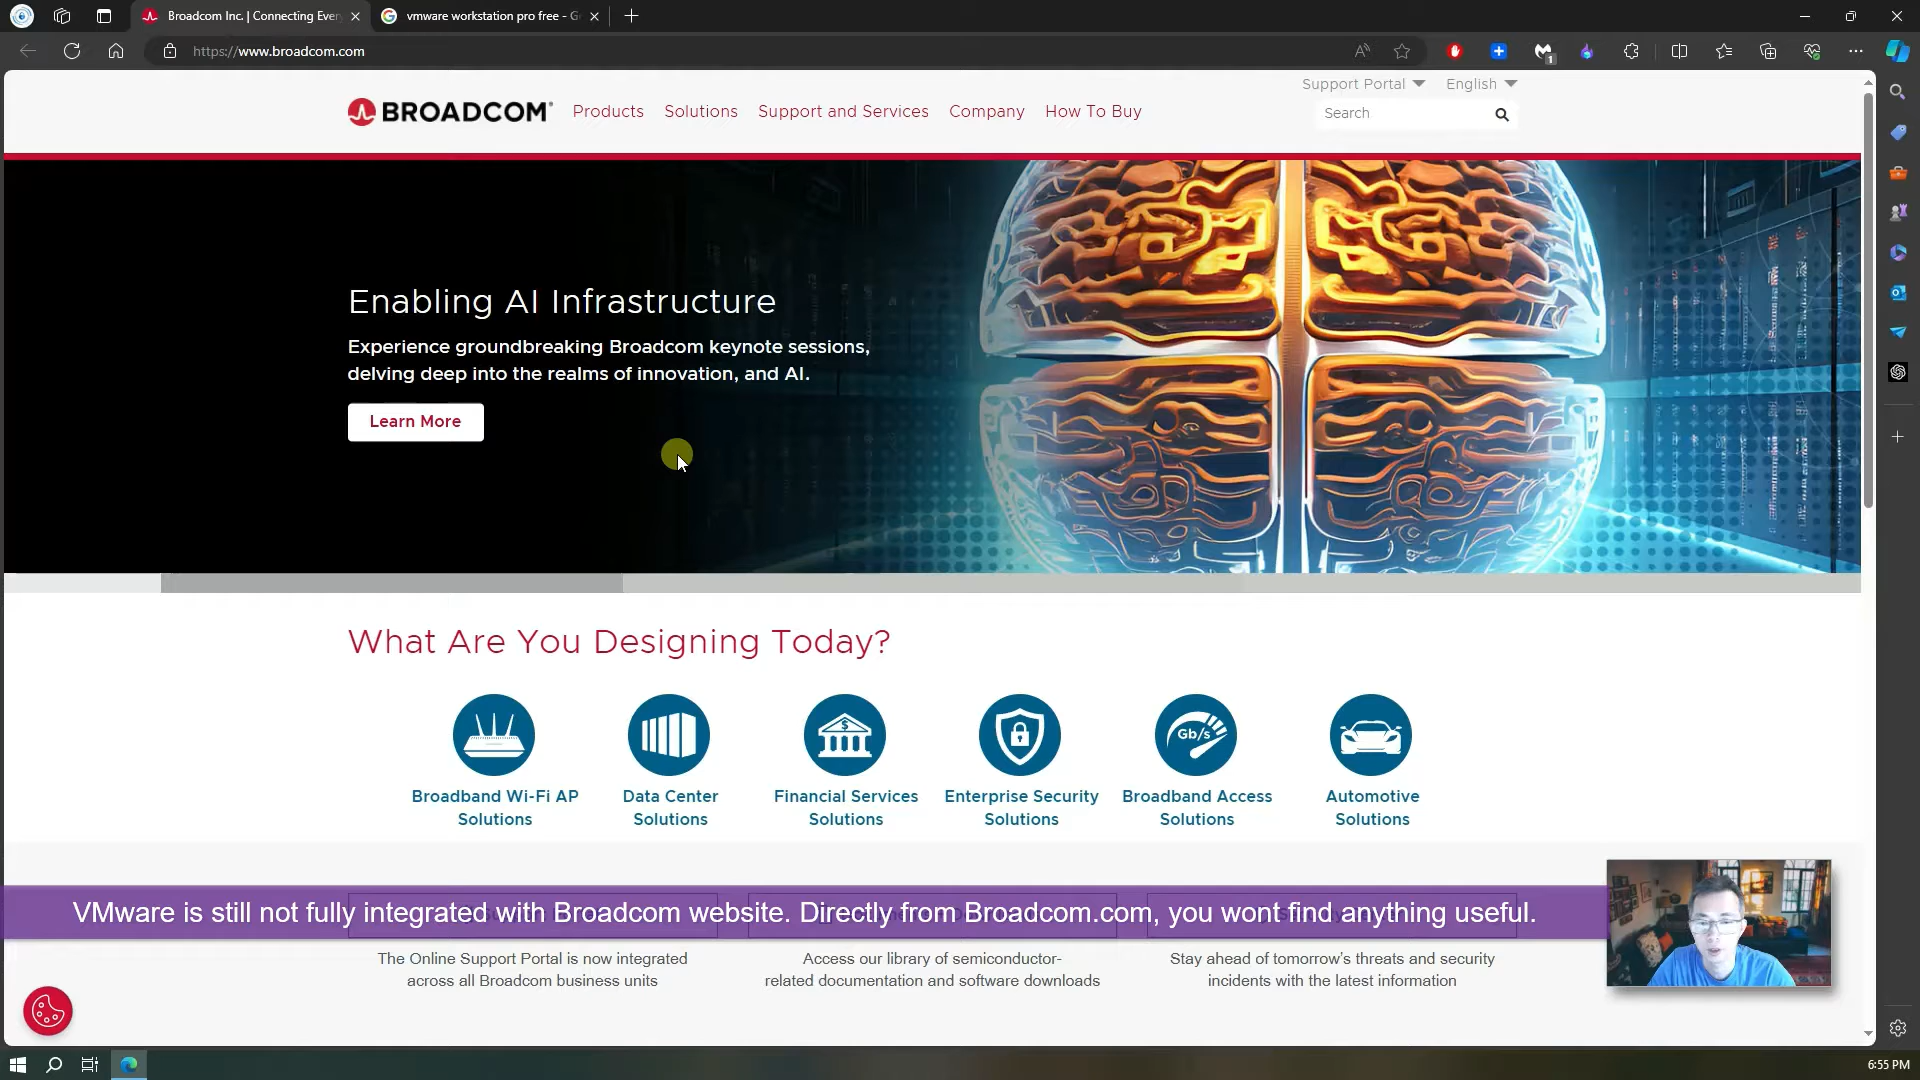 Broadcom Inc. | Connecting Every
vmware workstation pro free - G
https://www.broadcom.com
1
Support Portal
English
BROADCOM
Products
Solutions
Support and Services
Company
How To Buy
Search
Enabling AI Infrastructure
Experience groundbreaking Broadcom keynote sessions,
delving deep into the realms of innovation, and AI.
Learn More
What Are You Designing Today?
Gb/s
Broadband Wi-Fi AP
Solutions
Data Center
Solutions
Financial Services
Solutions
Enterprise Security
Solutions
Broadband Access
Solutions
Automotive
Solutions
VMware is still not fully integrated with Broadcom website. Directly from Broadcom.com, you wont find anything useful.
The Online Support Portal is now integrated
across all Broadcom business units
Access our library of semiconductor-
related documentation and software downloads
Stay ahead of tomorrow's threats and security
incidents with the latest information
6:55 PM